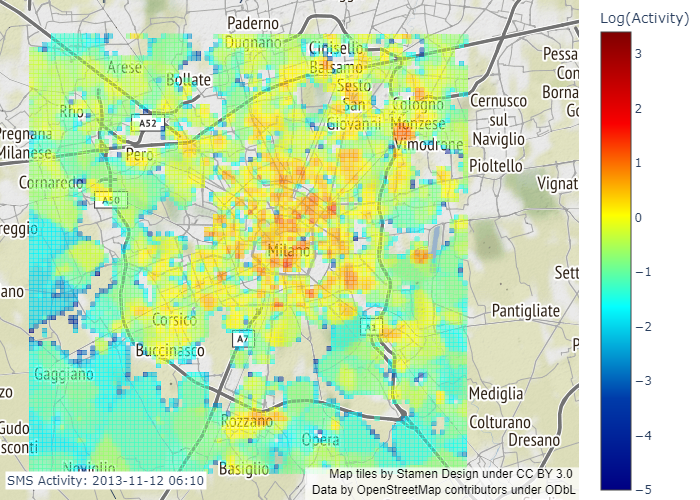 Log(Activity)
Paderno
Dugnano
Cinisello
Balsamo
Arese
Bollate
Sesto
San
Giovanni
Pessa
Con
Borna
Go
Rho
A52
Cologno
Monzese
Cernusco
sul
Naviglio
Pregnana
Milanese
Pero
Vimodrone
Pioltello
Cornaredo
A50
Vignat
reggio
Milano
Sett
ano
Pantigliate
Corsico
A1
A7
Buccinasco
P
Gaggiano
zo
Mediglia
Rozzano
Colturano
Gudo
sconti
Opera
Dresano
Noviglio
Basiglio
SMS Activity: 2013-11-12 06:10
Map tiles by Stamen Design under CC BY 3.0
Data by OpenStreetMap contributors under ODbL
3
2
1
0
−1
−2
−3
−4
−5